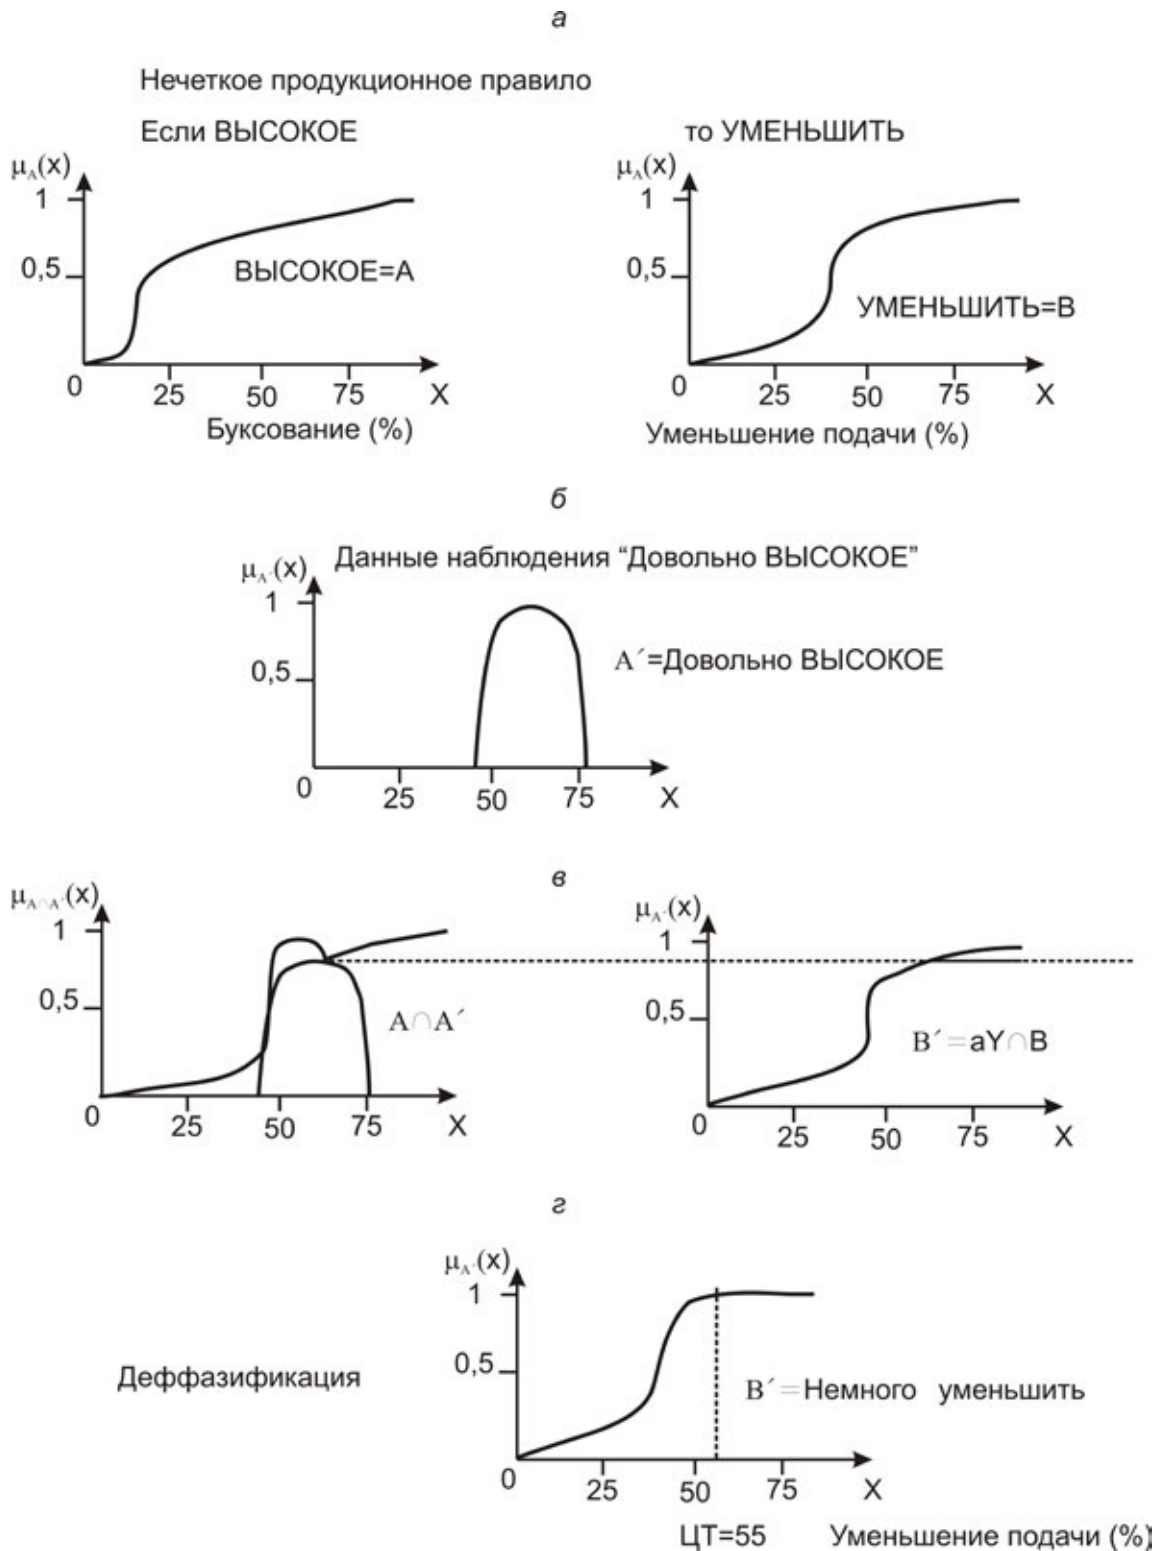 а
Нечеткое продукционное правило
Если ВЫСОКОЕ
то УМЕНЬШИТЬ
μA(x)
1
0,5
ВЫСОКОЕ=А
0
25
50
75
X
Буксование (%)
μA(x)
1
0,5
УМЕНЬШИТЬ=В
0
25
50
75
X
Уменьшение подачи (%)
б
Данные наблюдения “Довольно ВЫСОКОЕ”
μA´(x)
1
0,5
A´=Довольно ВЫСОКОЕ
0
25
50
75
X
в
μA∩A´(x)
1
0,5
A∩A´
0
25
50
75
X
μA´(x)
1
0,5
B´=aY∩B
0
25
50
75
X
г
μA´(x)
1
0,5
Деффазификация
B´=Немного уменьшить
0
25
50
75
X
ЦТ=55
Уменьшение подачи (%)